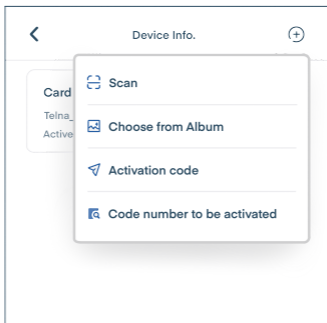 Device Info.
Scan
Card
Choose from Album
Telna_
Active
Activation code
Code number to be activated